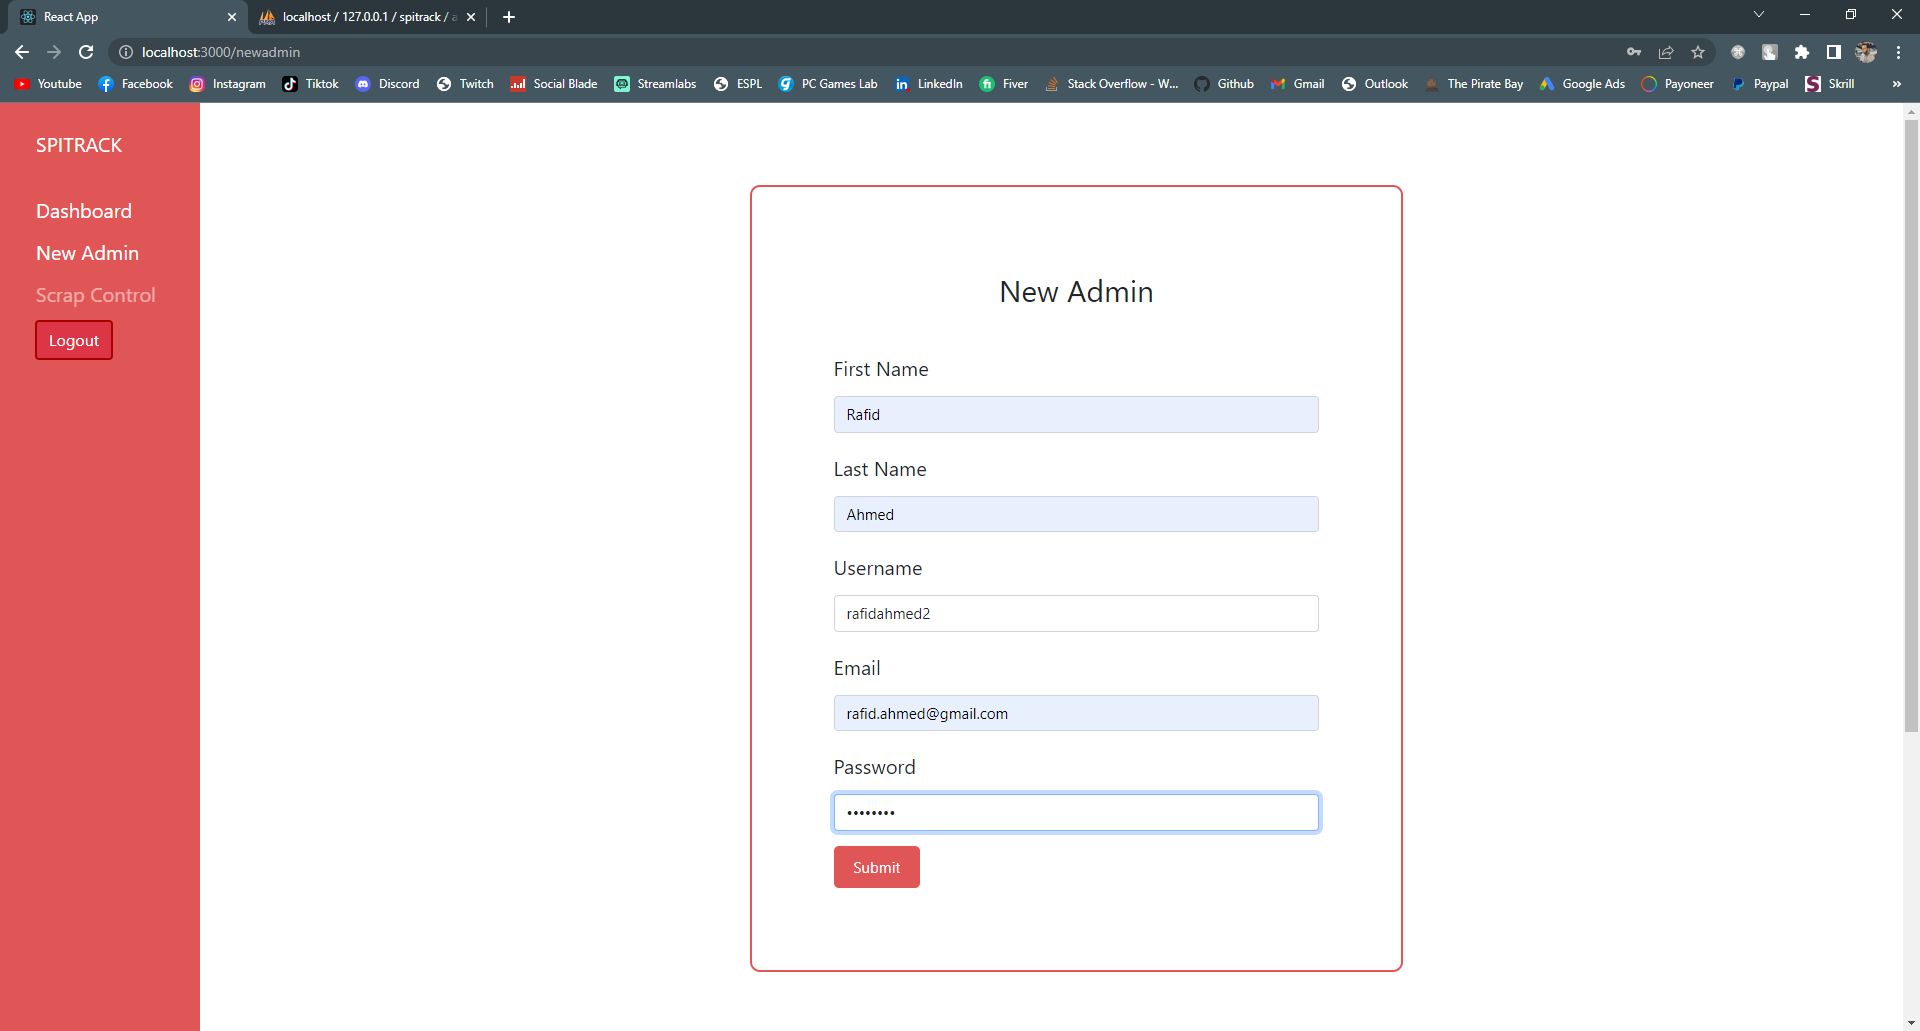 React App
localhost / 127.0.0.1 / spitrack / a
localhost:3000/newadmin
Youtube
Facebook
Instagram
Tiktok
Discord
Twitch
Social Blade
Streamlabs
ESPL
PC Games Lab
LinkedIn
Fiver
Stack Overflow - W...
Github
Gmail
Outlook
The Pirate Bay
Google Ads
Payoneer
Paypal
Skrill
»
SPITRACK
Dashboard
New Admin
Scrap Control
Logout
New Admin
First Name
Rafid
Last Name
Ahmed
Username
rafidahmed2
Email
rafid.ahmed@gmail.com
Password
••••••••
Submit